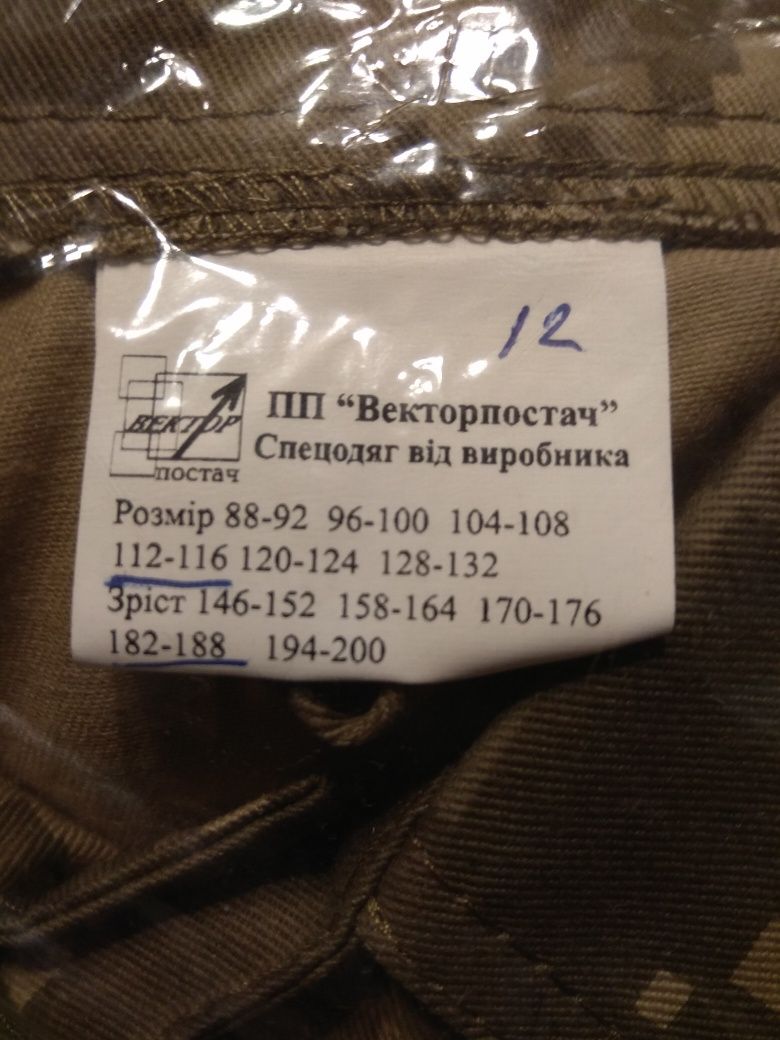 12
ВЕКТОР
постач
ПП “Векторпостач”
Спецодяг від виробника
Розмір 88-92 96-100 104-108
112-116 120-124 128-132
Зріст 146-152 158-164 170-176
182-188 194-200